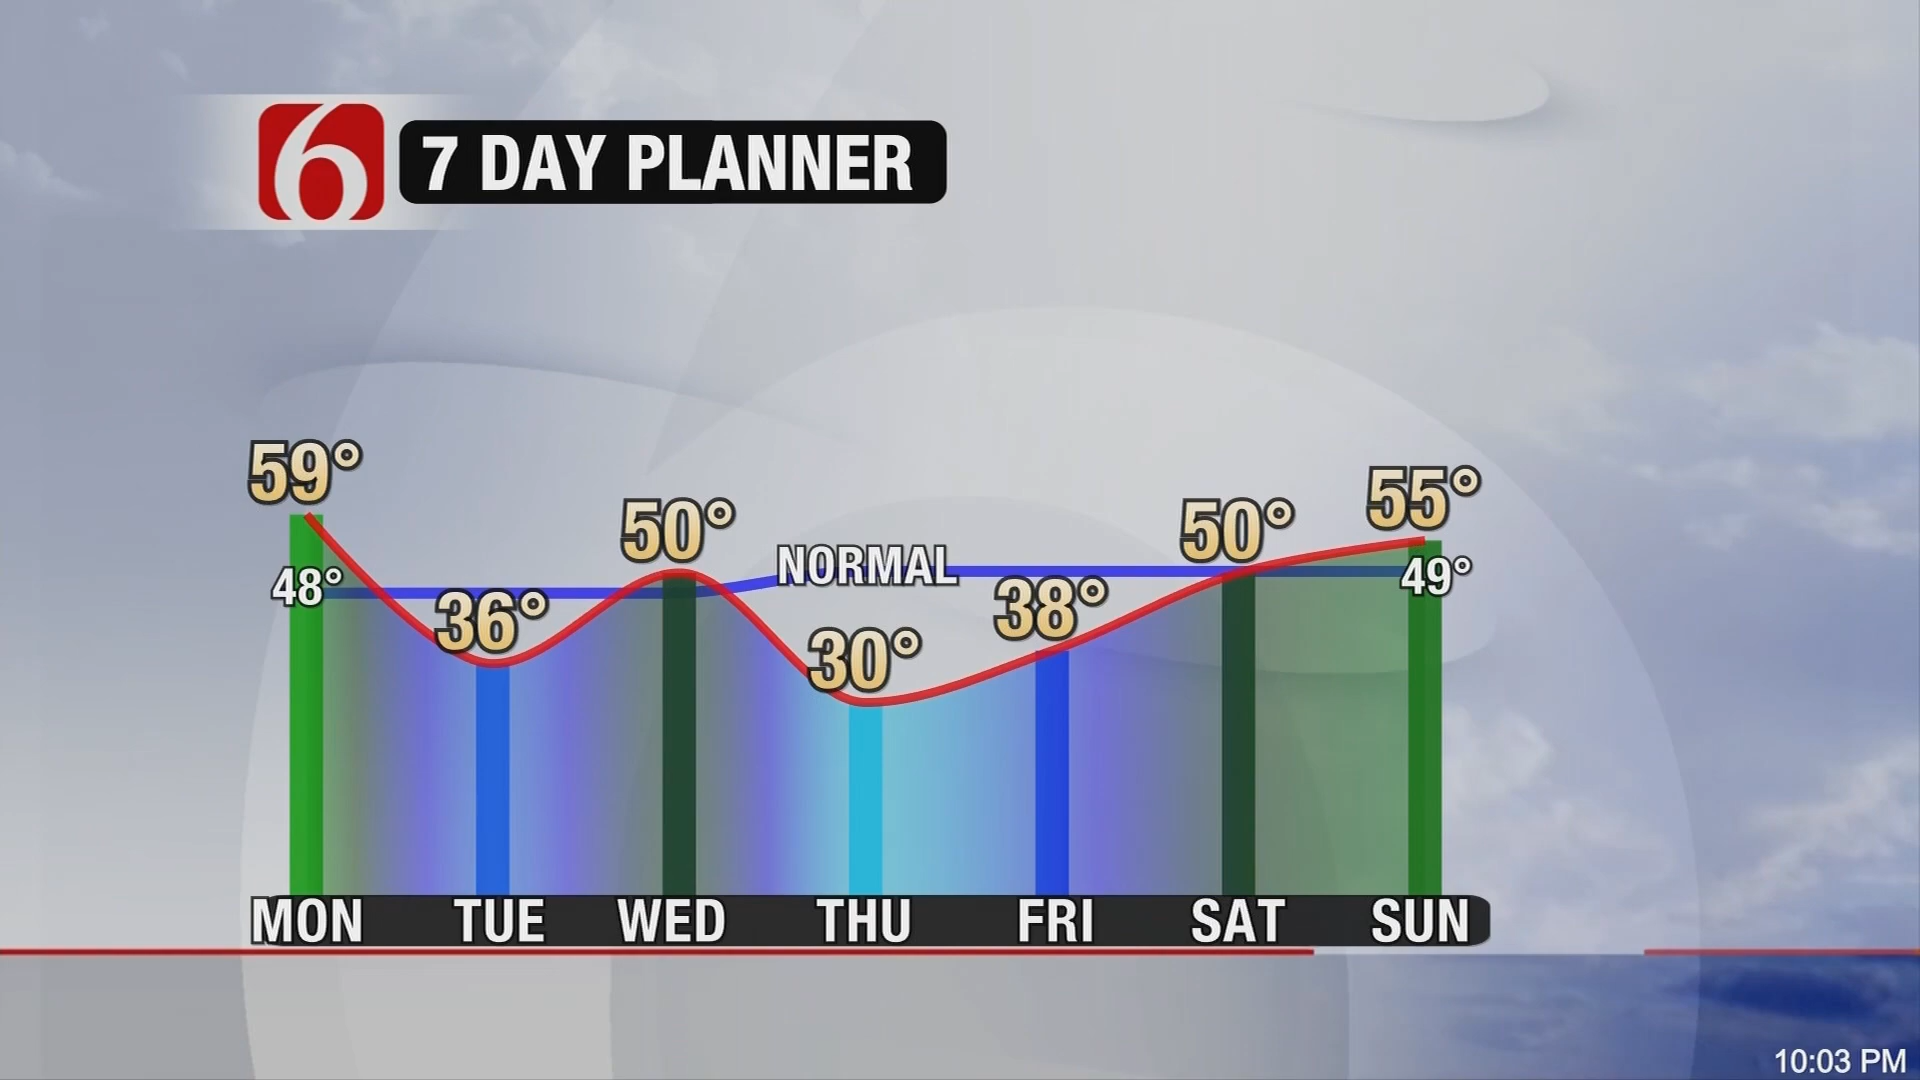 6 7 DAY PLANNER
59° 36° 50° 30° 38° 50° 55°
48° NORMAL 49°
MON TUE WED THU FRI SAT SUN
10:03 PM